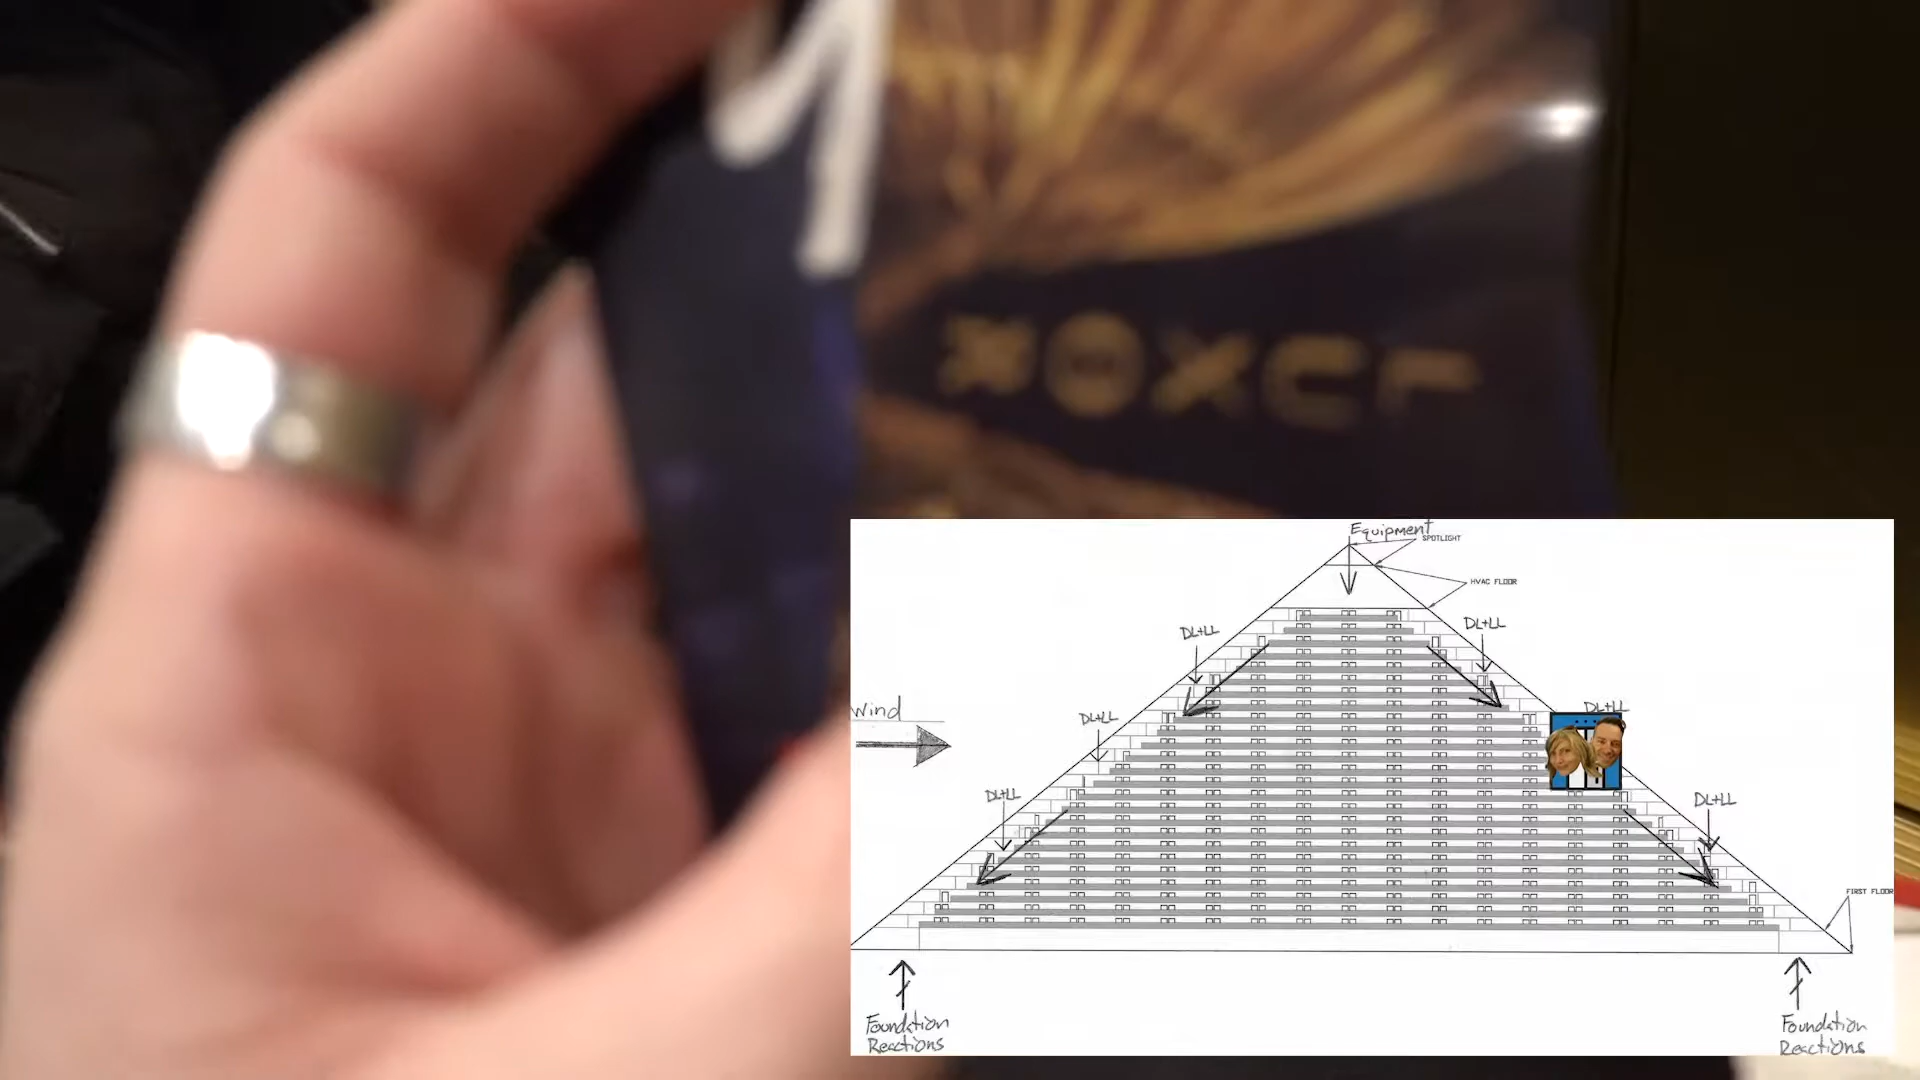 Equipment
SPOTLIGHT
HVAC FLOOR
DL+LL
DL+LL
DL+LL
Wind
DL+LL
DL+LL
DL+LL
FIRST FLOOR
Foundation
Reactions
Foundation
Reactions